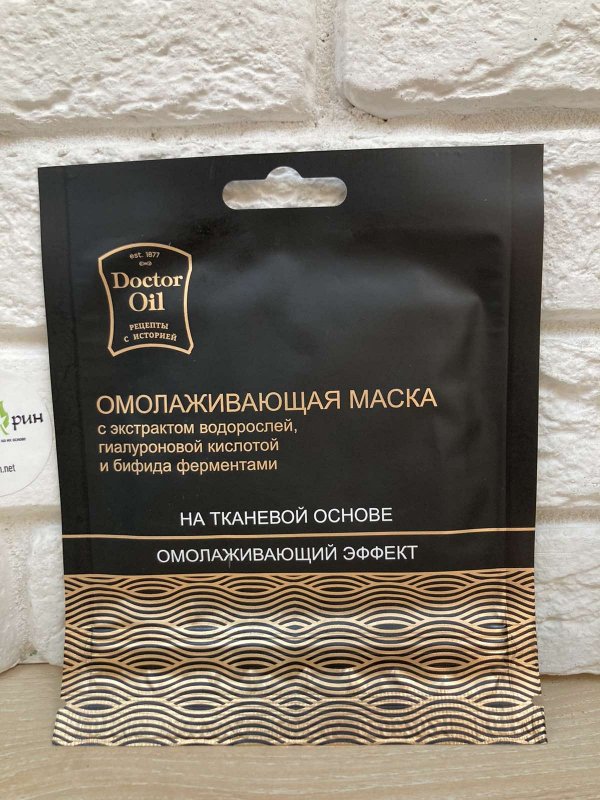 est. 1877
Doctor
Oil
РЕЦЕПТЫ
С ИСТОРИЕЙ
ОМОЛАЖИВАЮЩАЯ МАСКА
с экстрактом водорослей,
гиалуроновой кислотой
и бифида ферментами
НА ТКАНЕВОЙ ОСНОВЕ
ОМОЛАЖИВАЮЩИЙ ЭФФЕКТ
рин
.net